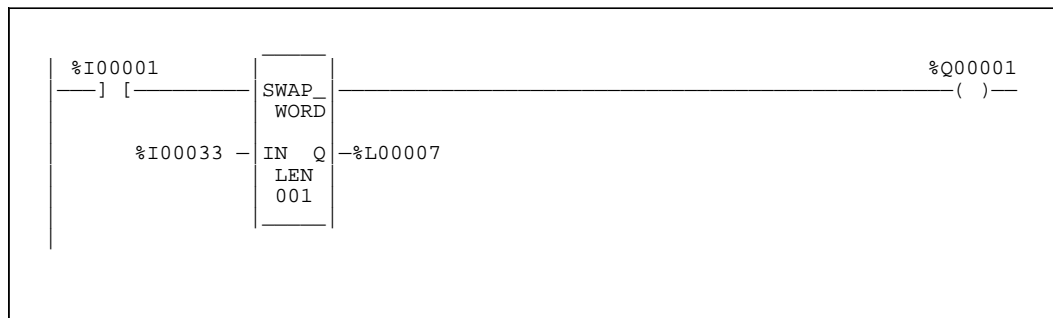 %I00001 %Q00001
] [ SWAP_ ( )
WORD
%I00033 IN Q %L00007
LEN
001